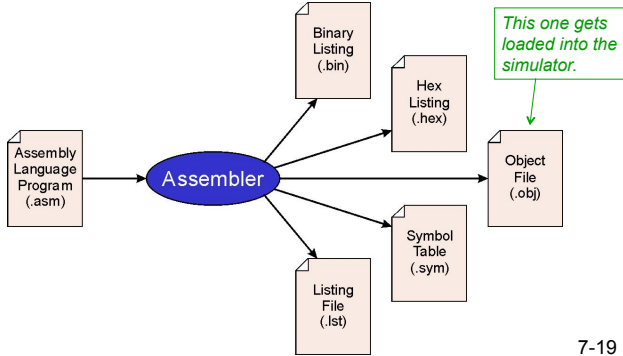 Binary
Listing
(.bin)
This one gets
loaded into the
simulator.
Hex
Listing
(.hex)
Assembly
Language
Program
(.asm)
Assembler
Object
File
(.obj)
Symbol
Table
(.sym)
Listing
File
(.lst)
7-19